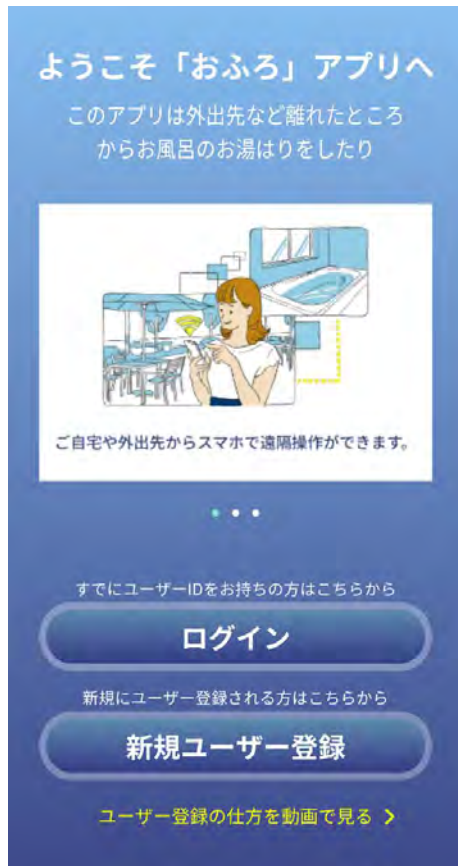 ようこそ「おふろ」アプリへ
このアプリは外出先など離れたところ
からお風呂のお湯はりをしたり
ご自宅や外出先からスマホで遠隔操作ができます。
すでにユーザーIDをお持ちの方はこちらから
ログイン
新規にユーザー登録される方はこちらから
新規ユーザー登録
ユーザー登録の仕方を動画で見る